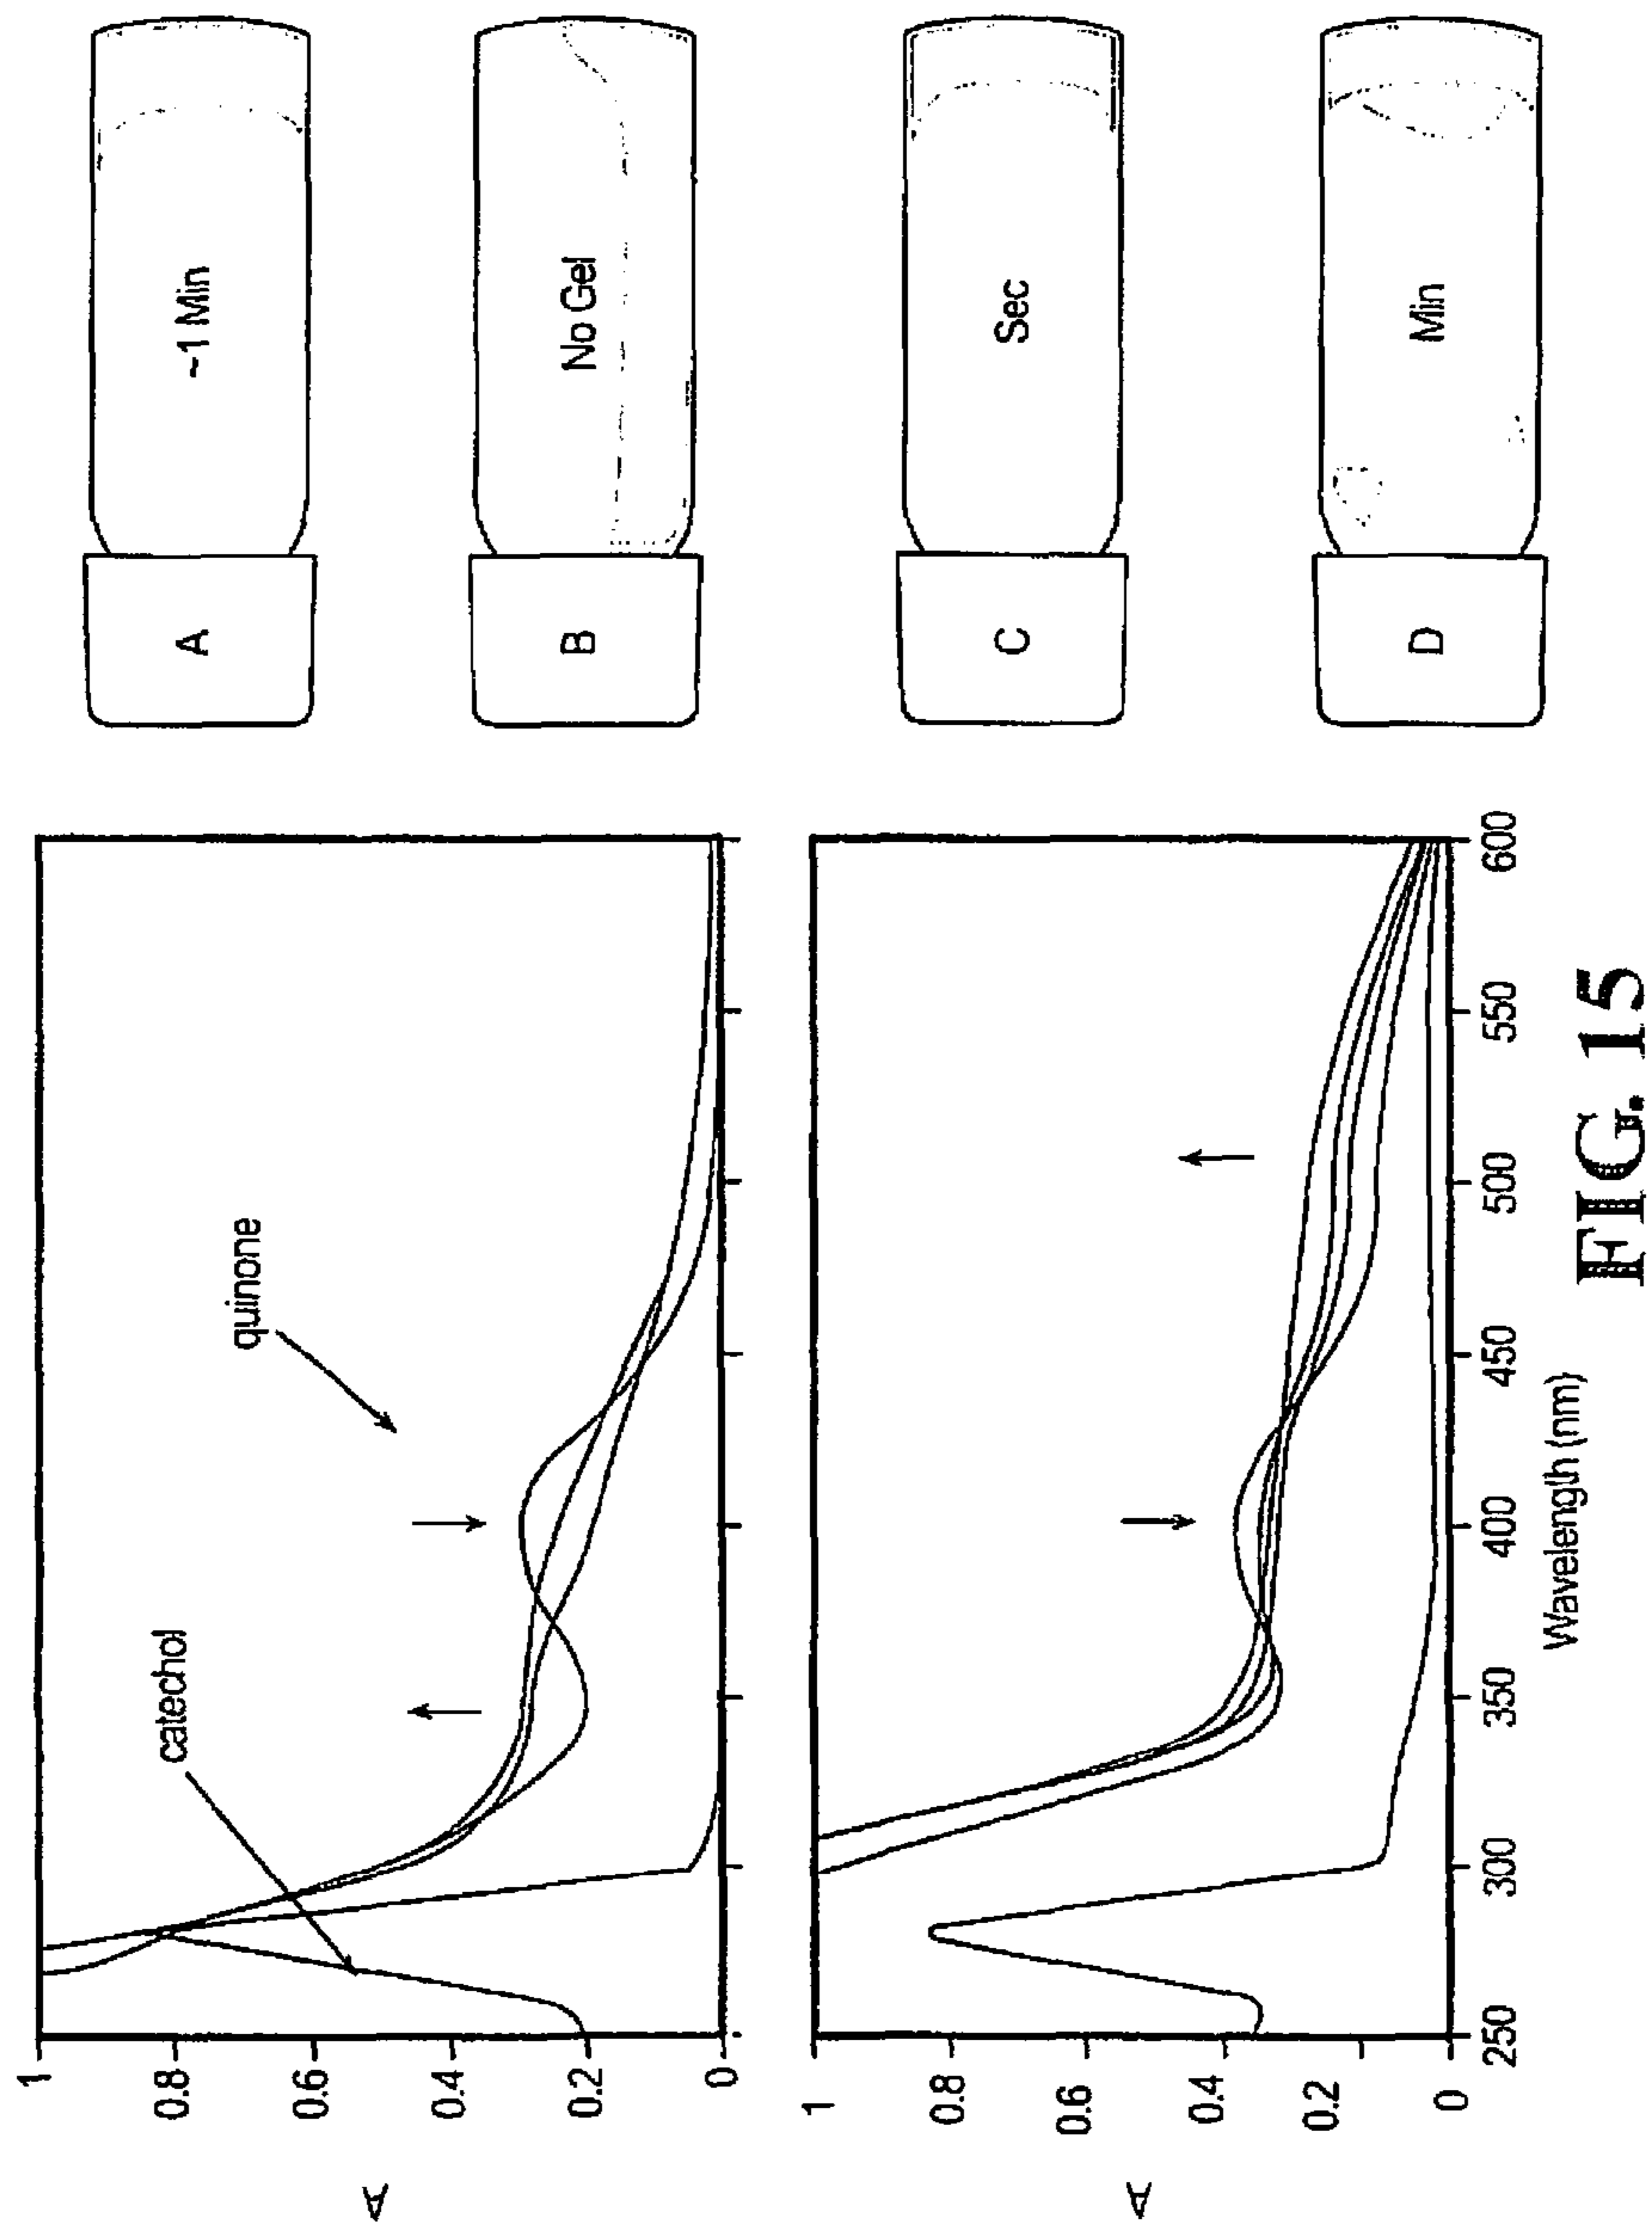 A
1
0.8
0.6
0.4
0.2
0
catechol
quinone
A
~1 Min
B
No Gel
A
1
0.8
0.6
0.4
0.2
0
250
300
350
400
450
500
550
600
Wavelength (nm)
C
Sec
D
Min
FIG. 15